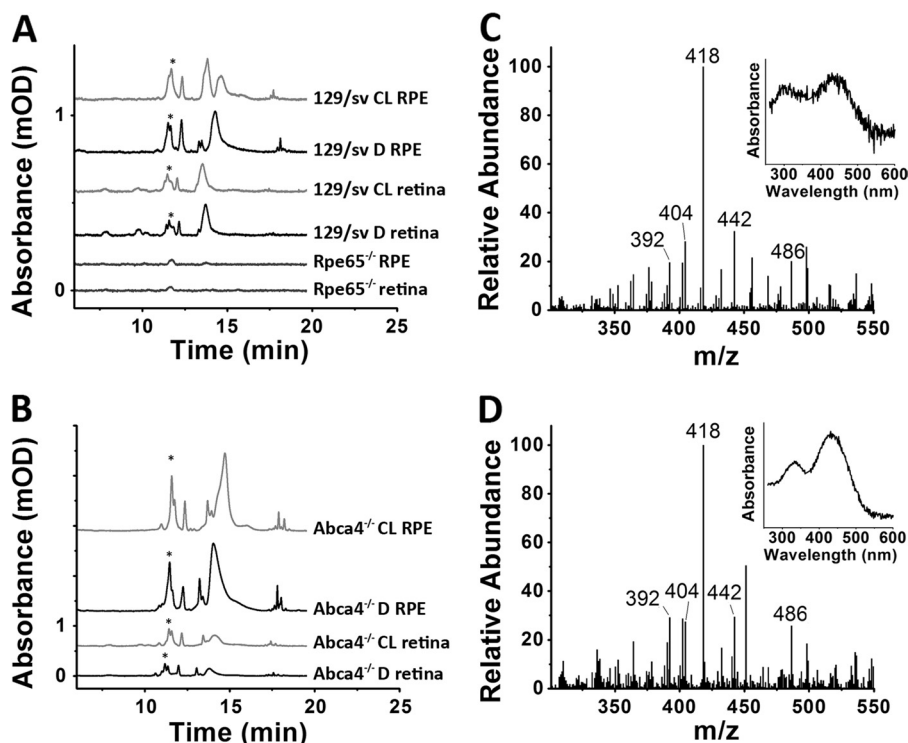 A
Absorbance (mOD)
1
0
*
129/sv CL RPE
*
129/sv D RPE
*
129/sv CL retina
*
129/sv D retina
Rpe65-/- RPE
Rpe65-/- retina
10 15 20 25
Time (min)
B
Absorbance (mOD)
1
0
*
Abca4-/- CL RPE
*
Abca4-/- D RPE
*
Abca4-/- CL retina
*
Abca4-/- D retina
10 15 20 25
Time (min)
C
Relative Abundance
100
80
60
40
20
0
418
392
404
442
486
350 400 450 500 550
m/z
Absorbance
300 400 500 600
Wavelength (nm)
D
Relative Abundance
100
80
60
40
20
0
418
392
404
442
486
350 400 450 500 550
m/z
Absorbance
300 400 500 600
Wavelength (nm)